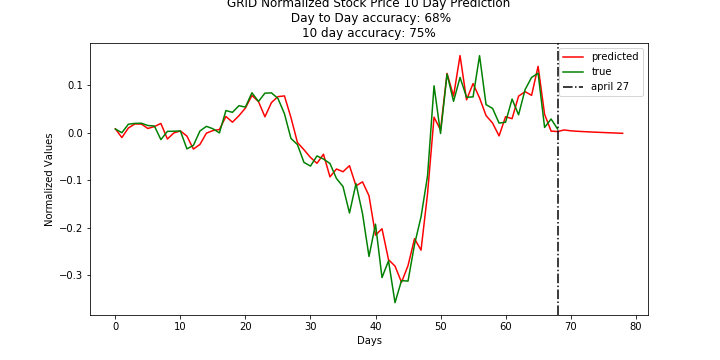 GRID Normalized Stock Price 10 Day Prediction
Day to Day accuracy: 68%
10 day accuracy: 75%
predicted
true
april 27
Normalized Values
0.1
0.0
−0.1
−0.2
−0.3
0 10 20 30 40 50 60 70 80
Days